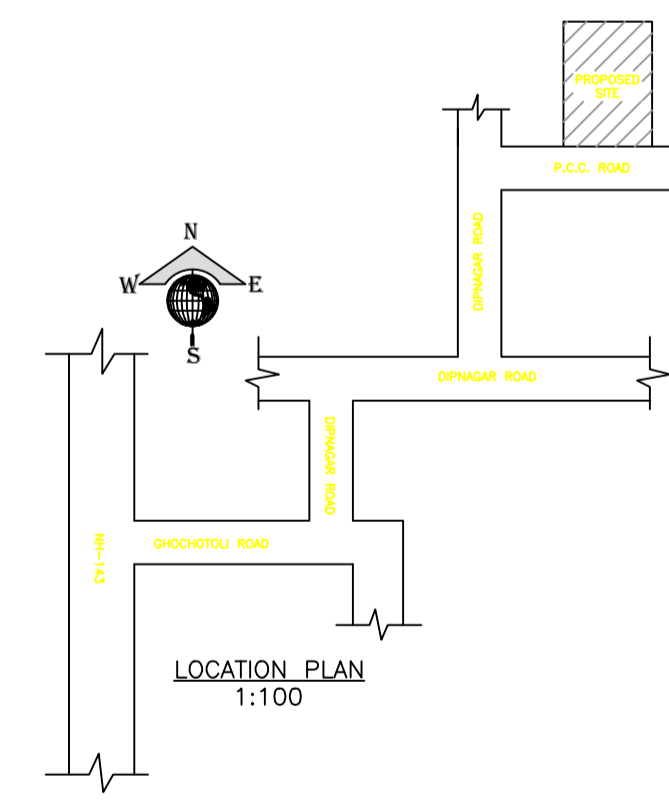 PROPOSED
SITE
P.C.C. ROAD
DIPNAGAR ROAD
N
W
E
S
DIPNAGAR ROAD
DIPNAGAR ROAD
GHOCHOTOLI ROAD
NH-143
LOCATION PLAN
1:100